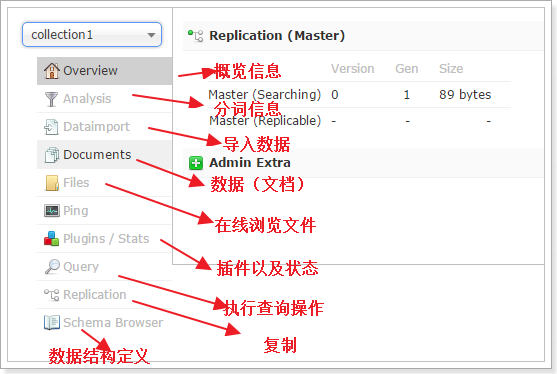 collection1
Overview
Analysis
Dataimport
Documents
Files
Ping
Plugins / Stats
Query
Replication
Schema Browser
Replication (Master)
Version Gen Size
Master (Searching) 0 1 89 bytes
Master (Replicable) - - -
Admin Extra
概览信息
分词信息
导入数据
数据（文档）
在线浏览文件
插件以及状态
执行查询操作
复制
数据结构定义